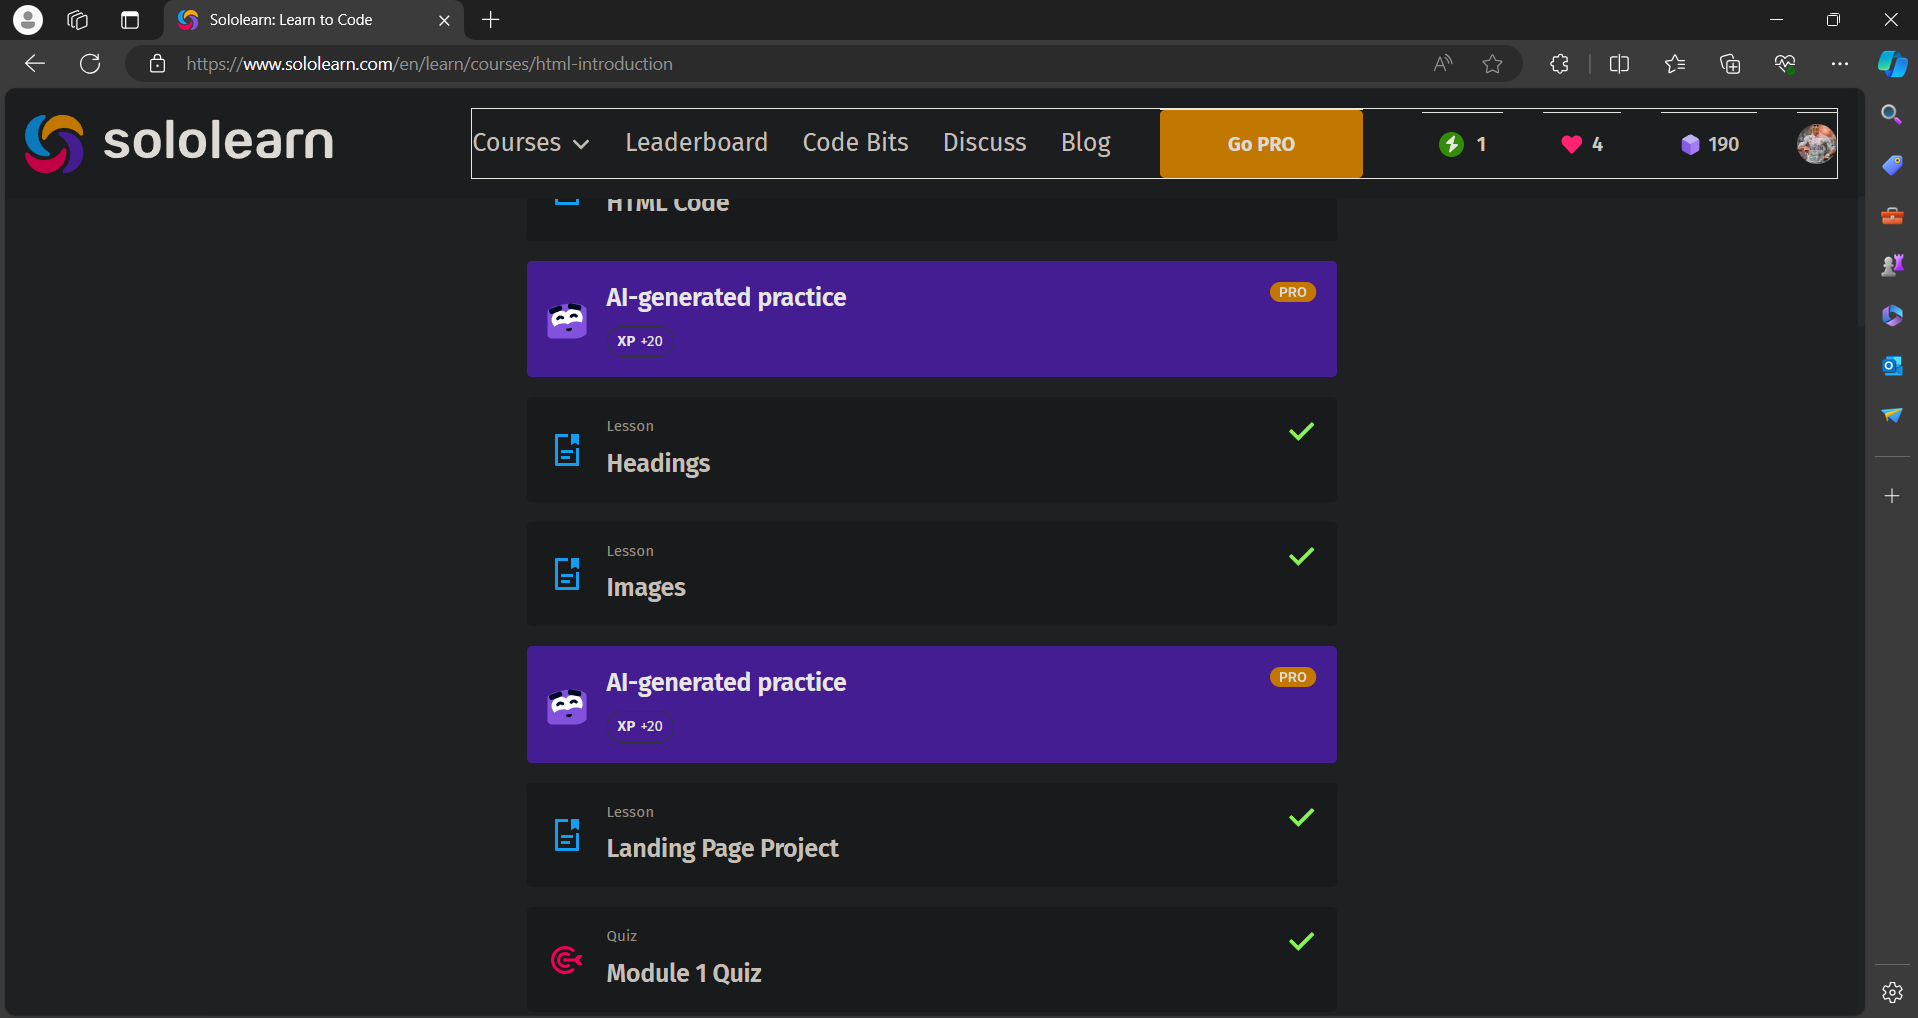 Sololearn: Learn to Code
https://www.sololearn.com/en/learn/courses/html-introduction
sololearn
Courses Leaderboard Code Bits Discuss Blog Go PRO 1 4 190
HTML Code
AI-generated practice PRO
XP +20
Lesson
Headings
Lesson
Images
AI-generated practice PRO
XP +20
Lesson
Landing Page Project
Quiz
Module 1 Quiz